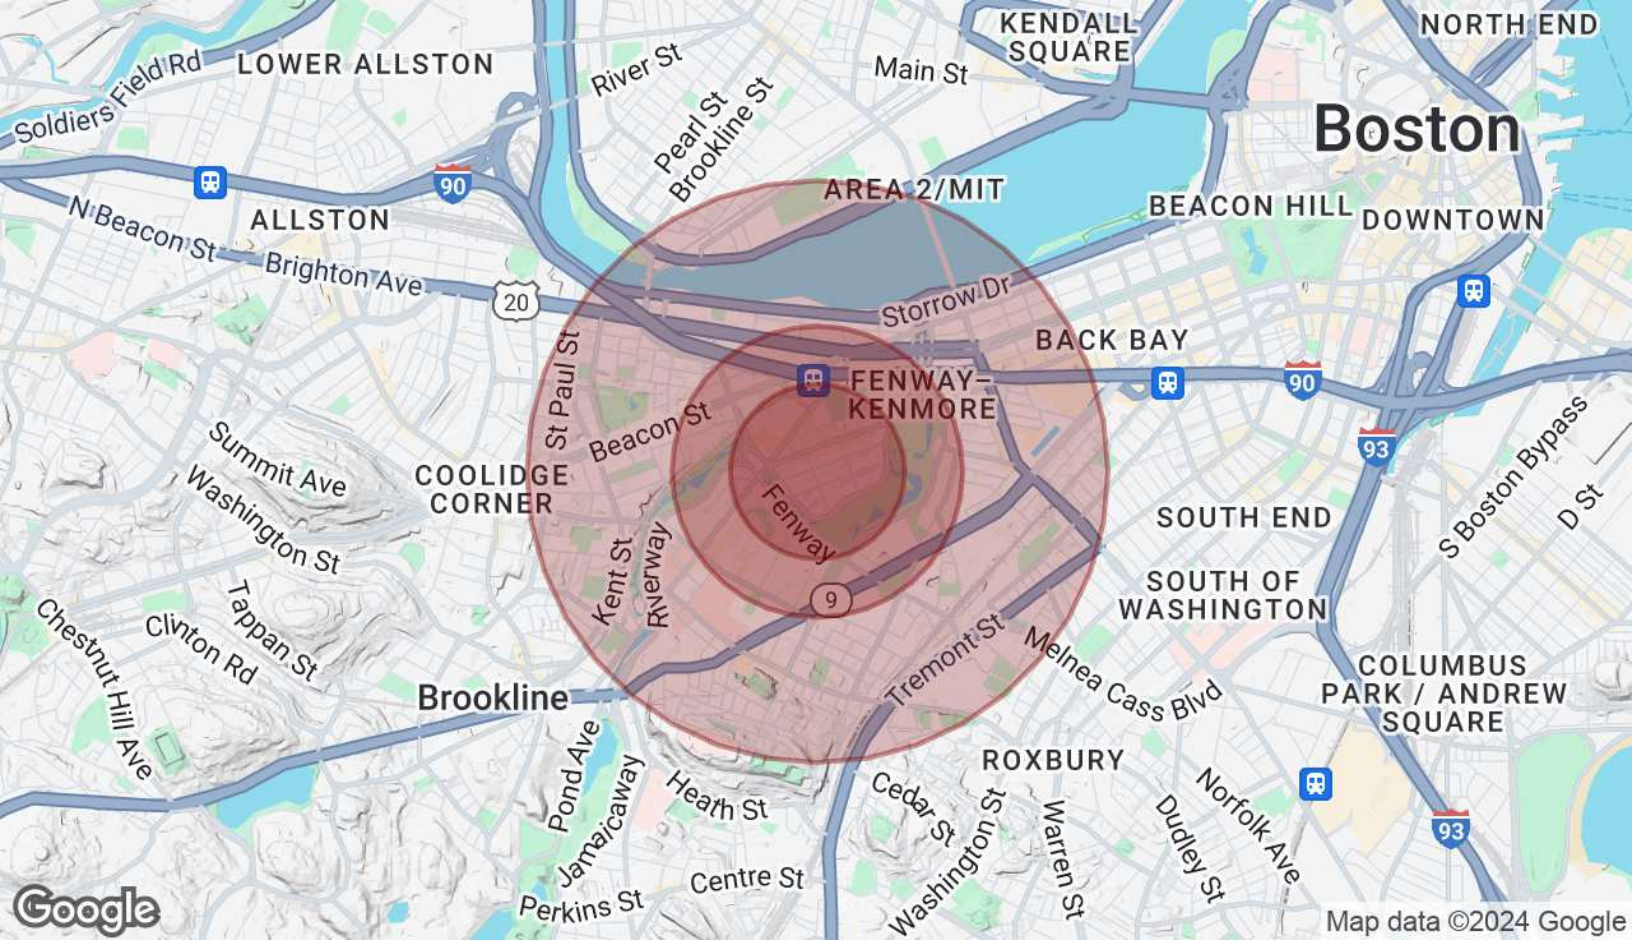 KENDALL
SQUARE
NORTH END
LOWER ALLSTON
River St
Main St
Soldiers Field Rd
Pearl St
Brookline St
Boston
90
AREA 2/MIT
BEACON HILL
DOWNTOWN
N Beacon St
ALLSTON
Brighton Ave
20
Storrow Dr
BACK BAY
St Paul St
FENWAY–
KENMORE
90
Beacon St
93
Summit Ave
COOLIDGE
CORNER
Washington St
Fenway
SOUTH END
S Boston Bypass
D St
Kent St
Riverway
9
SOUTH OF
WASHINGTON
Chestnut Hill Ave
Clinton Rd
Tappan St
Tremont St
Melnea Cass Blvd
COLUMBUS
PARK / ANDREW
SQUARE
Brookline
Pond Ave
Jamaicaway
Heath St
Cedar St
ROXBURY
Washington St
Warren St
Dudley St
Norfolk Ave
93
Centre St
Perkins St
Google
Map data ©2024 Google